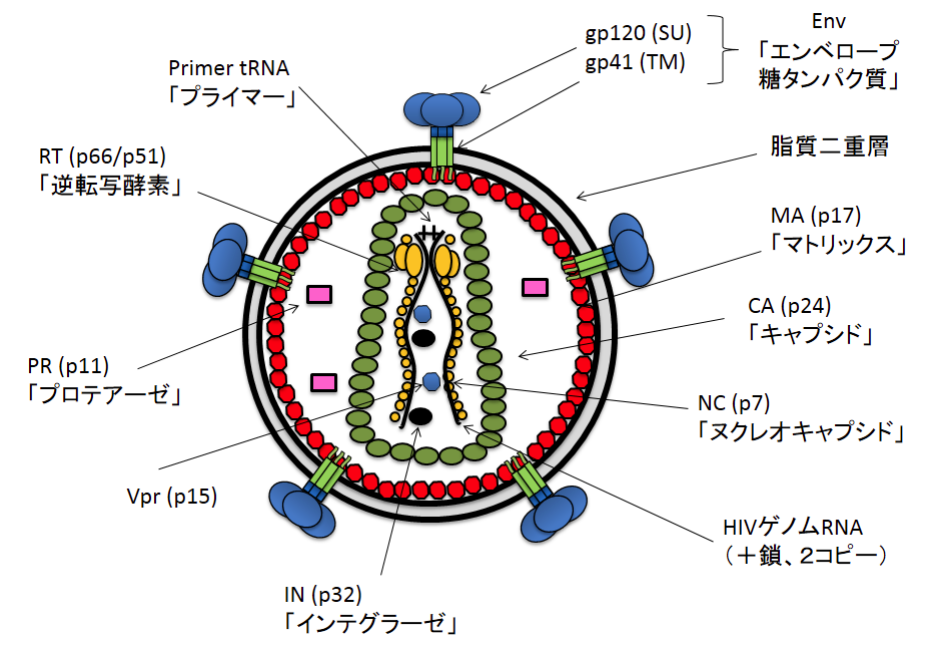 Env
「エンベロープ
糖タンパク質」
gp120 (SU)
gp41 (TM)
Primer tRNA
「プライマー」
RT (p66/p51)
「逆転写酵素」
脂質二重層
MA (p17)
「マトリックス」
CA (p24)
「キャプシド」
PR (p11)
「プロテアーゼ」
NC (p7)
「ヌクレオキャプシド」
Vpr (p15)
HIVゲノムRNA
（＋鎖、２コピー）
IN (p32)
「インテグラーゼ」